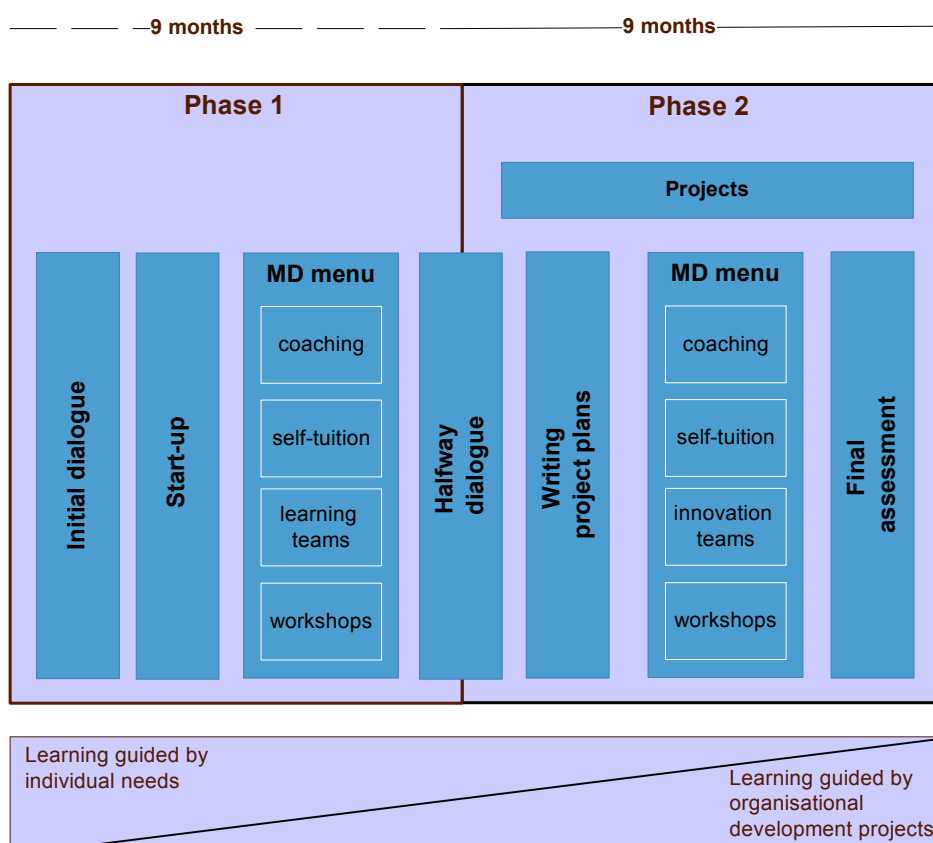 9 months
9 months
Phase 1
Phase 2
Projects
Initial dialogue
Start-up
MD menu
coaching
self-tuition
learning
teams
workshops
Halfway
dialogue
Writing
project plans
MD menu
coaching
self-tuition
innovation
teams
workshops
Final
assessment
Learning guided by
individual needs
Learning guided by
organisational
development projects